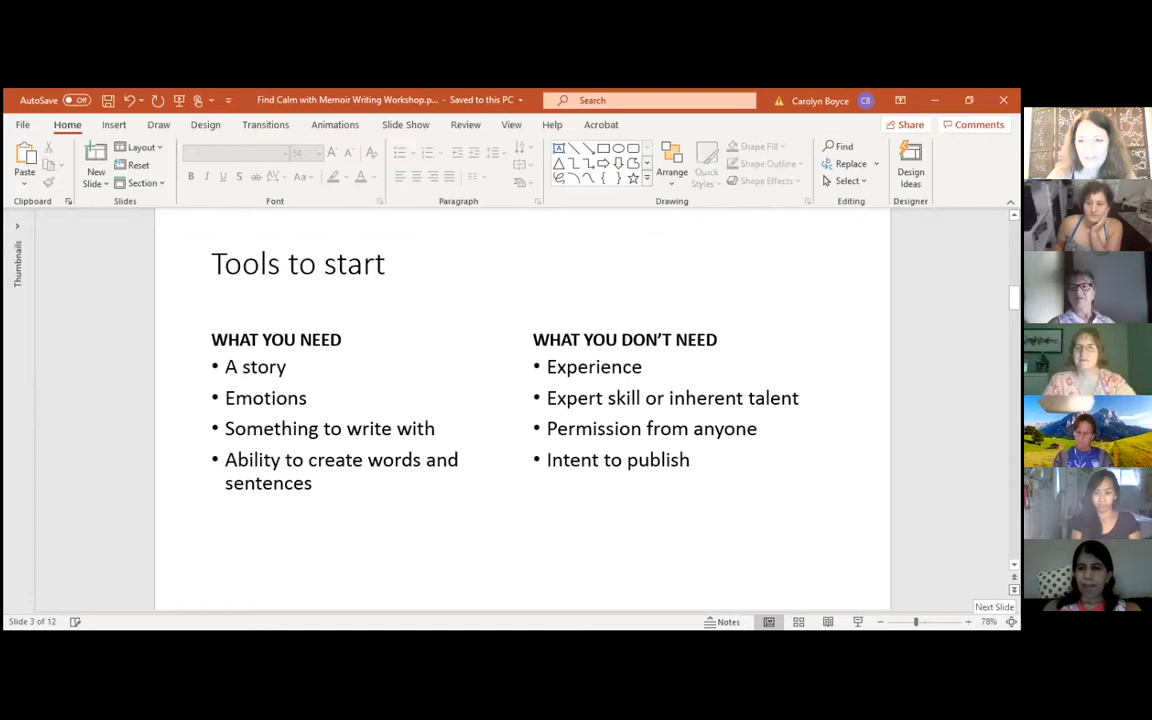 AutoSave Off
Find Calm with Memoir Writing Workshop.p... - Saved to this PC
Search
Carolyn Boyce CB
File Home Insert Draw Design Transitions Animations Slide Show Review View Help Acrobat Share Comments
Paste
Clipboard
New
Slide
Layout
Reset
Section
Slides
54
B I U S ab AV Aa A
Font
Paragraph
Arrange
Quick
Styles
Shape Fill
Shape Outline
Shape Effects
Drawing
Find
Replace
Select
Editing
Design
Ideas
Designer
Thumbnails
Tools to start
WHAT YOU NEED
• A story
• Emotions
• Something to write with
• Ability to create words and
sentences
WHAT YOU DON'T NEED
• Experience
• Expert skill or inherent talent
• Permission from anyone
• Intent to publish
Next Slide
Slide 3 of 12
Notes
78%